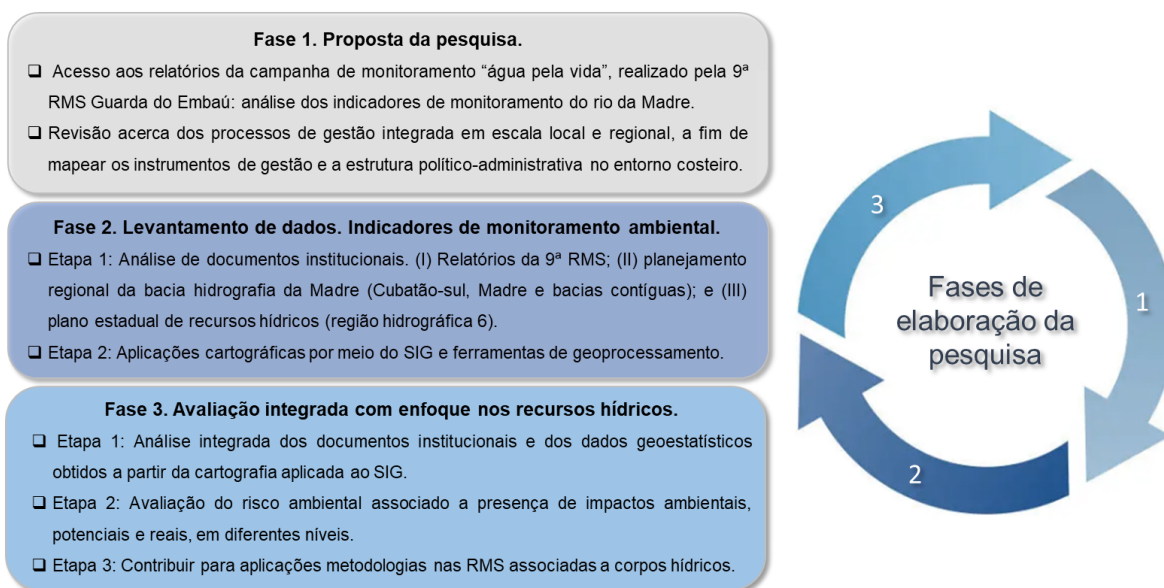 Fase 1. Proposta da pesquisa.
❑ Acesso aos relatórios da campanha de monitoramento “água pela vida”, realizado pela 9ª
RMS Guarda do Embaú: análise dos indicadores de monitoramento do rio da Madre.
❑ Revisão acerca dos processos de gestão integrada em escala local e regional, a fim de
mapear os instrumentos de gestão e a estrutura político-administrativa no entorno costeiro.
Fase 2. Levantamento de dados. Indicadores de monitoramento ambiental.
❑ Etapa 1: Análise de documentos institucionais. (I) Relatórios da 9ª RMS; (II) planejamento
regional da bacia hidrografia da Madre (Cubatão-sul, Madre e bacias contíguas); e (III)
plano estadual de recursos hídricos (região hidrográfica 6).
❑ Etapa 2: Aplicações cartográficas por meio do SIG e ferramentas de geoprocessamento.
Fase 3. Avaliação integrada com enfoque nos recursos hídricos.
❑ Etapa 1: Análise integrada dos documentos institucionais e dos dados geoestatísticos
obtidos a partir da cartografia aplicada ao SIG.
❑ Etapa 2: Avaliação do risco ambiental associado a presença de impactos ambientais,
potenciais e reais, em diferentes níveis.
❑ Etapa 3: Contribuir para aplicações metodologias nas RMS associadas a corpos hídricos.
3
1
2
Fases de
elaboração da
pesquisa